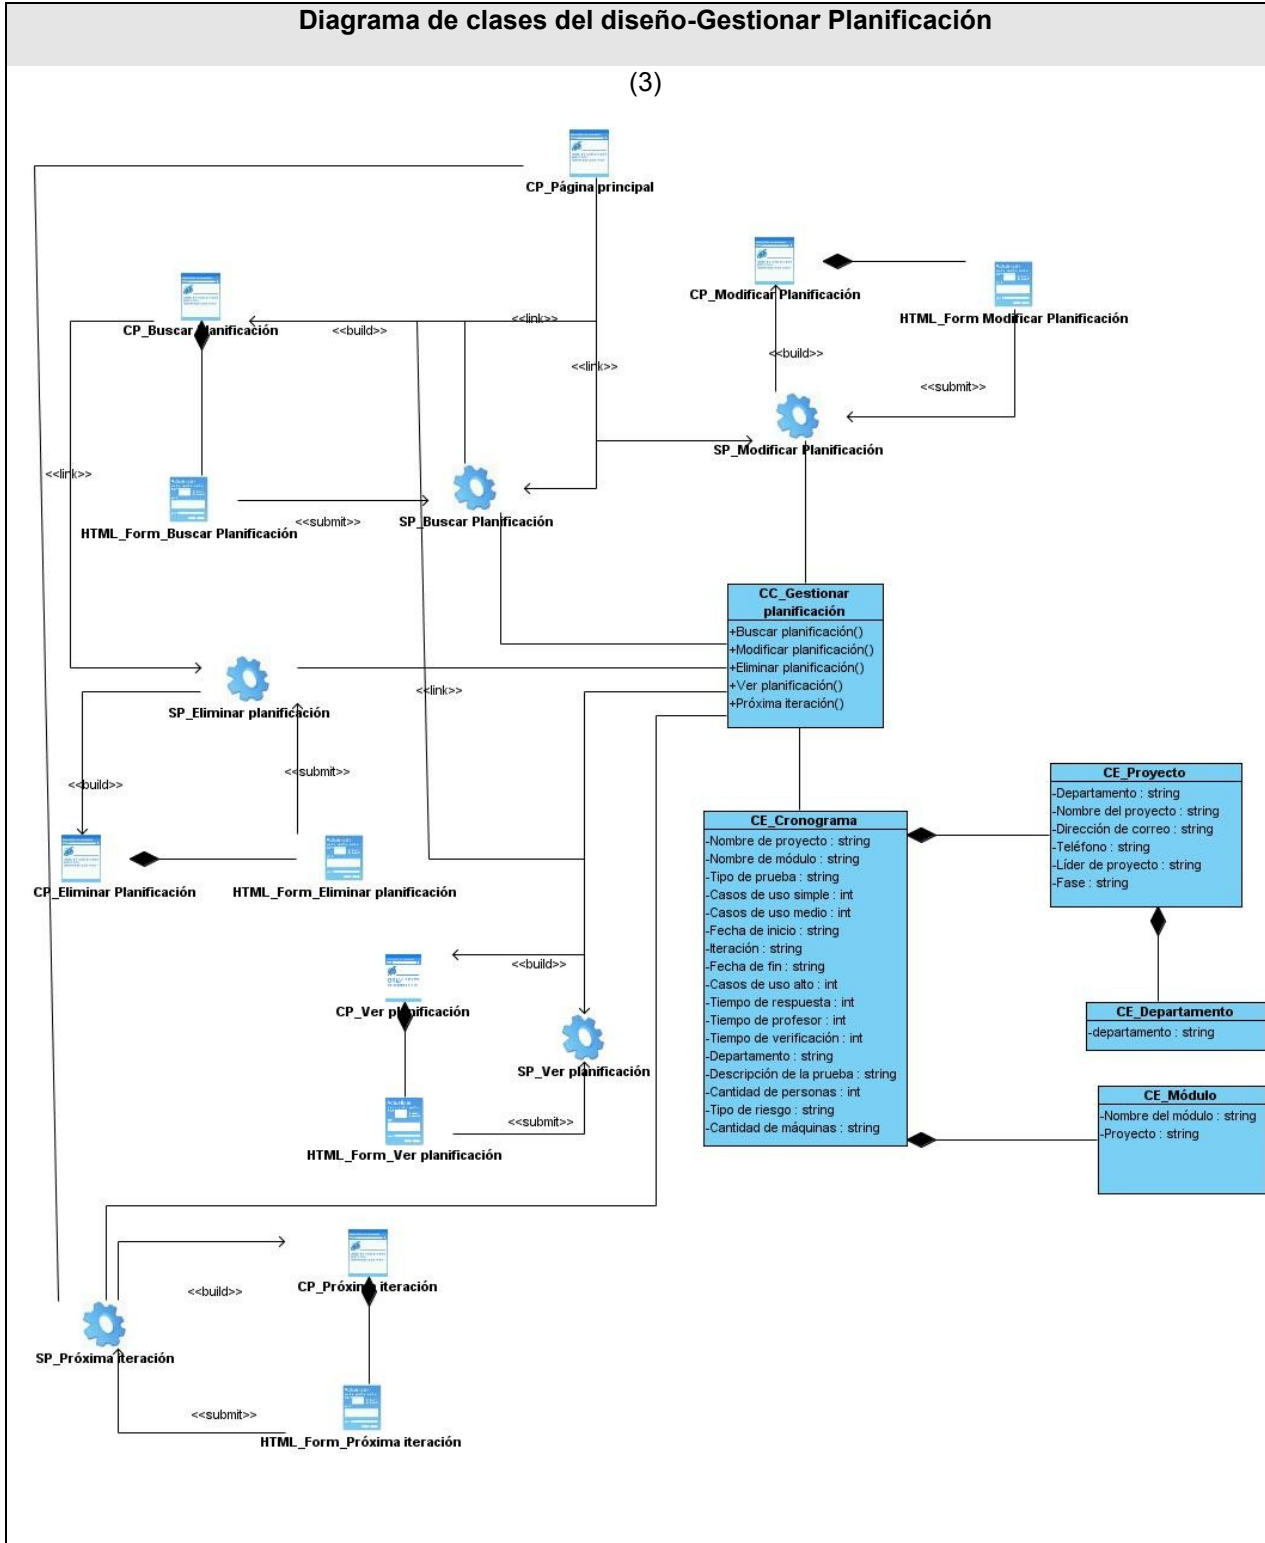 Diagrama de clases del diseño-Gestionar Planificación
(3)
CP_Página principal
CP_Modificar Planificación
HTML_Form Modificar Planificación
CP_Buscar Planificación
<<build>>
<<link>>
<<link>>
<<build>>
<<submit>>
SP_Modificar Planificación
<<link>>
HTML_Form_Buscar Planificación
<<submit>>
SP_Buscar Planificación
CC_Gestionar
planificación
+Buscar planificación()
+Modificar planificación()
+Eliminar planificación()
+Ver planificación()
+Próxima iteración()
SP_Eliminar planificación
<<link>>
<<build>>
<<submit>>
CP_Eliminar Planificación
HTML_Form_Eliminar planificación
CE_Cronograma
-Nombre de proyecto : string
-Nombre de módulo : string
-Tipo de prueba : string
-Casos de uso simple : int
-Casos de uso medio : int
-Fecha de inicio : string
-Iteración : string
-Fecha de fin : string
-Casos de uso alto : int
-Tiempo de respuesta : int
-Tiempo de profesor : int
-Tiempo de verificación : int
-Departamento : string
-Descripción de la prueba : string
-Cantidad de personas : int
-Tipo de riesgo : string
-Cantidad de máquinas : string
CE_Proyecto
-Departamento : string
-Nombre del proyecto : string
-Dirección de correo : string
-Teléfono : string
-Líder de proyecto : string
-Fase : string
CE_Departamento
-departamento : string
CE_Módulo
-Nombre del módulo : string
-Proyecto : string
<<build>>
CP_Ver planificación
SP_Ver planificación
<<submit>>
HTML_Form_Ver planificación
<<build>>
CP_Próxima iteración
SP_Próxima iteración
<<submit>>
HTML_Form_Próxima iteración